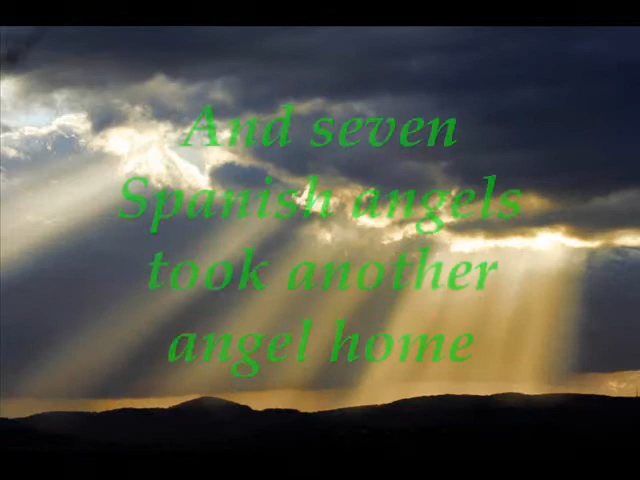 And seven
Spanish angels
took another
angel home